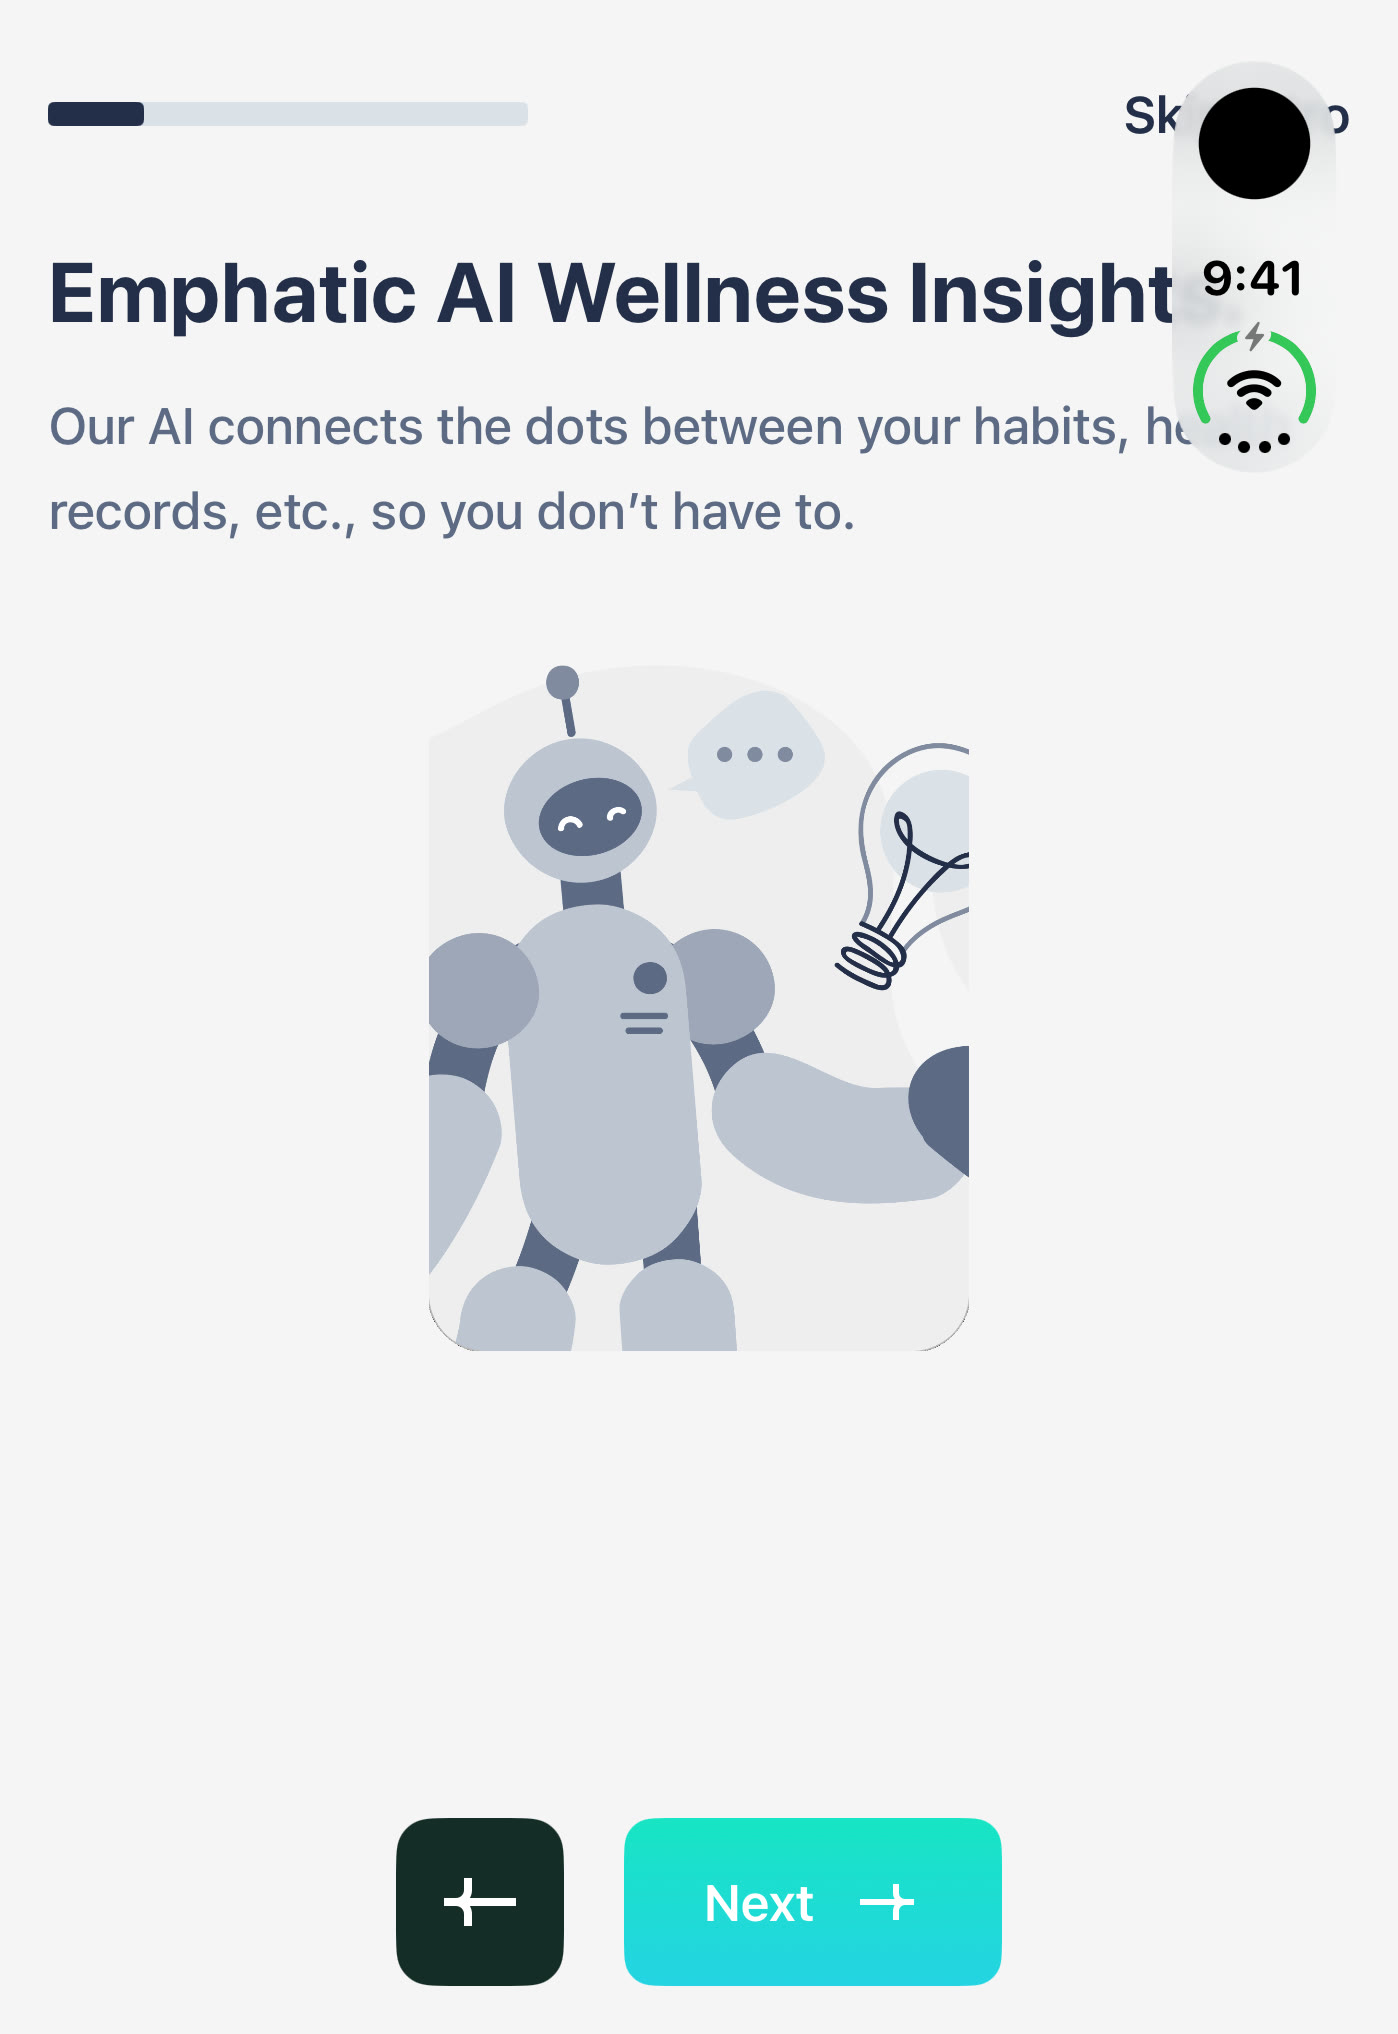 Emphatic AI Wellness Insights.
9:41
Our AI connects the dots between your habits,
records, etc., so you don’t have to.
Next